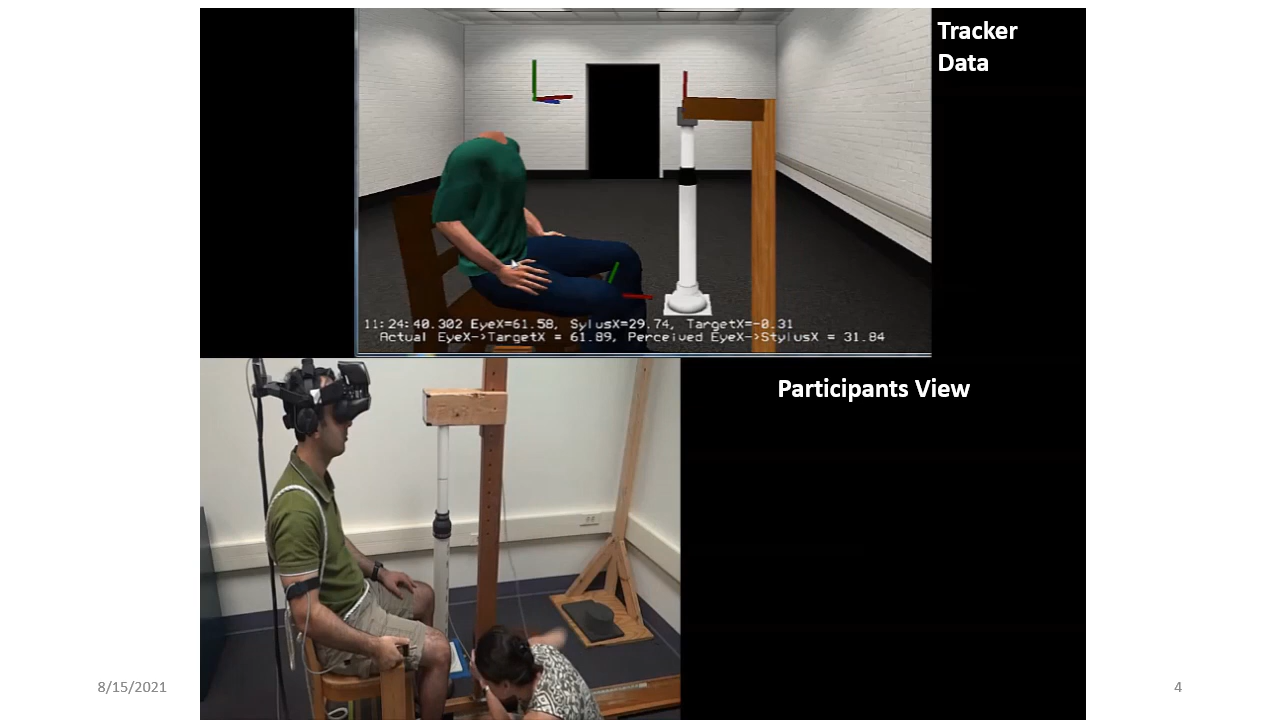 Tracker
Data
11:24:40.302 EyeX=61.58, SylusX=29.74, TargetX=-0.31
Actual EyeX->TargetX = 61.89, Perceived EyeX->StylusX = 31.84
Participants View
8/15/2021
4